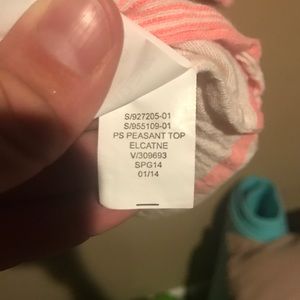 S/927205-01
S/955109-01
PS PEASANT TOP
ELCATNE
V/309693
SPG14
01/14